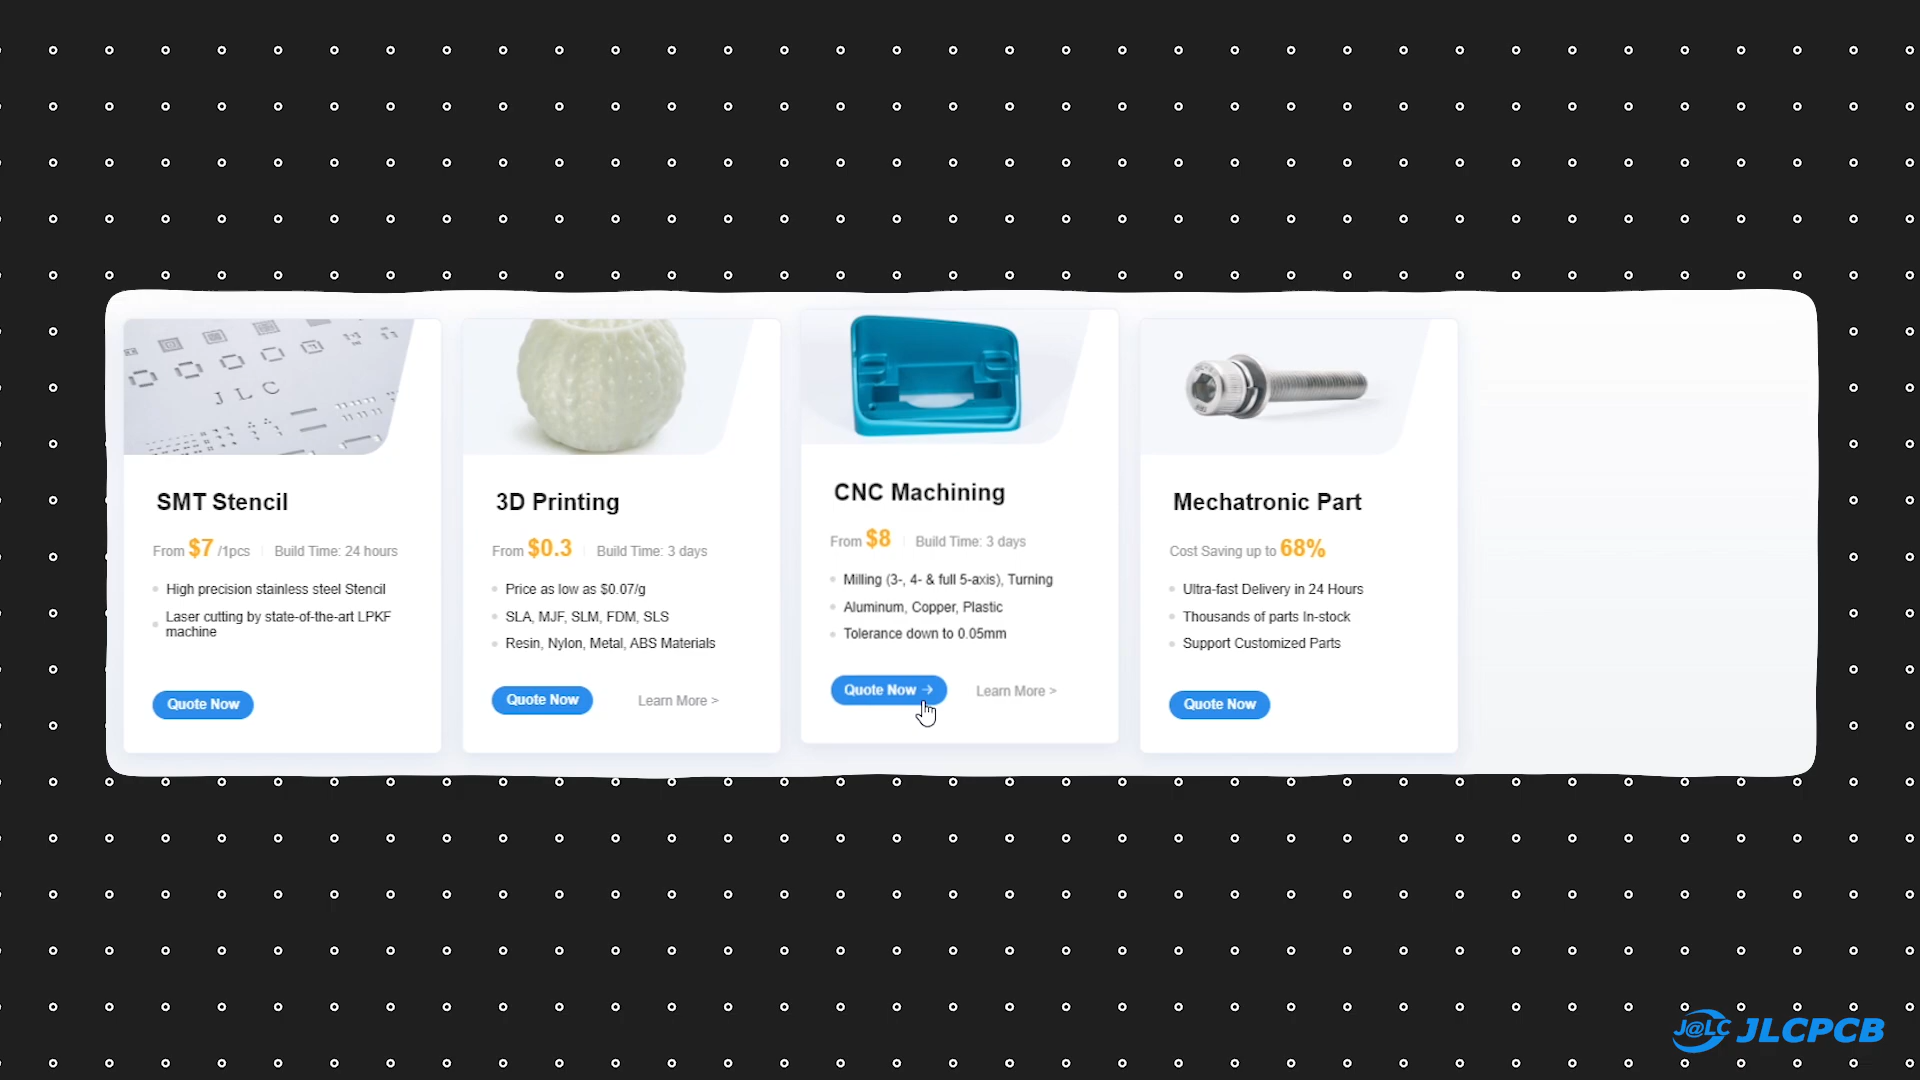 J L C
SMT Stencil
From $7 /1pcs Build Time: 24 hours
High precision stainless steel Stencil
Laser cutting by state-of-the-art LPKF
machine
Quote Now
3D Printing
From $0.3 Build Time: 3 days
Price as low as $0.07/g
SLA, MJF, SLM, FDM, SLS
Resin, Nylon, Metal, ABS Materials
Quote Now Learn More >
CNC Machining
From $8 Build Time: 3 days
Milling (3-, 4- & full 5-axis), Turning
Aluminum, Copper, Plastic
Tolerance down to 0.05mm
Quote Now → Learn More >
Mechatronic Part
Cost Saving up to 68%
Ultra-fast Delivery in 24 Hours
Thousands of parts In-stock
Support Customized Parts
Quote Now
J@LC JLCPCB